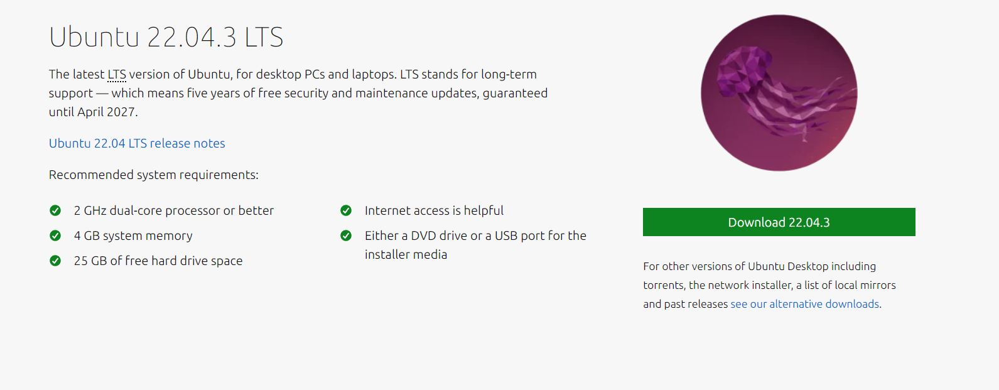 Ubuntu 22.04.3 LTS
The latest LTS version of Ubuntu, for desktop PCs and laptops. LTS stands for long-term
support — which means five years of free security and maintenance updates, guaranteed
until April 2027.
Ubuntu 22.04 LTS release notes
Recommended system requirements:
2 GHz dual-core processor or better
4 GB system memory
25 GB of free hard drive space
Internet access is helpful
Either a DVD drive or a USB port for the
installer media
Download 22.04.3
For other versions of Ubuntu Desktop including
torrents, the network installer, a list of local mirrors
and past releases see our alternative downloads.